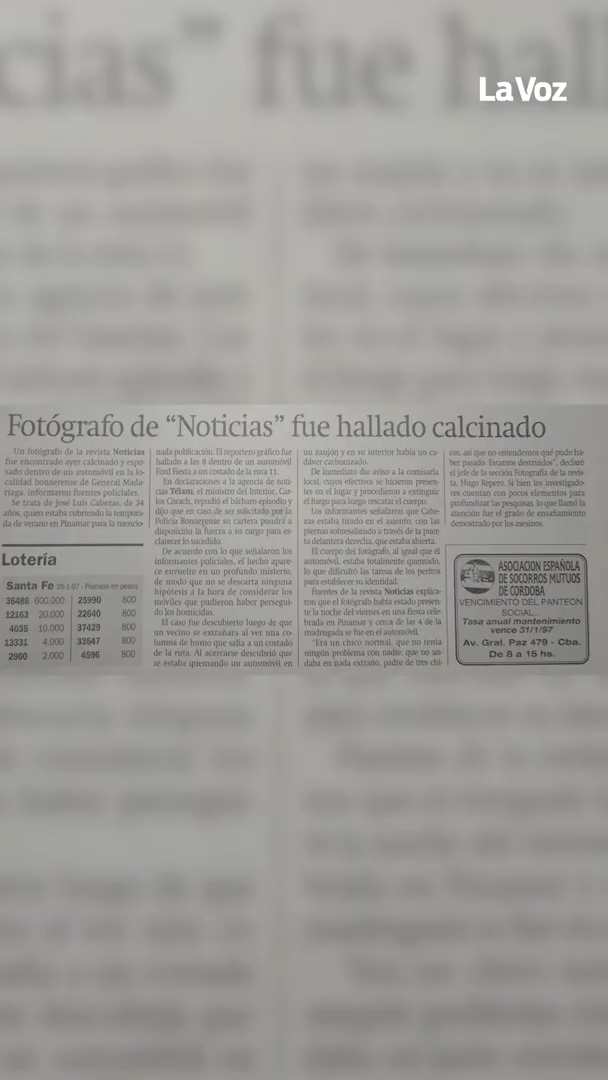 cias” fue hall
LaVoz
Fotógrafo de “Noticias” fue hallado calcinado
Un fotógrafo de la revista Noticias
fue encontrado ayer calcinado y espo-
sado dentro de un automóvil en la lo-
calidad bonaerense de General Mada-
riaga, informaron fuentes policiales.
Se trata de José Luis Cabezas, de 34
años, quien estaba cubriendo la tempora-
da de verano en Pinamar para la mencio-
nada publicación. El reportero gráfico fue
hallado a las 8 dentro de un automóvil
Ford Fiesta a un costado de la ruta 11.
En declaraciones a la agencia de noti-
cias Télam, el ministro del Interior, Car-
los Corach, repudió el bárbaro episodio y
dijo que en caso de ser solicitado por la
Policía Bonaerense su cartera pondrá a
disposición la fuerza a su cargo para es-
clarecer lo sucedido.
De acuerdo con lo que señalaron los
informantes policiales, el hecho apare-
ce envuelto en un profundo misterio,
de modo que no se descarta ninguna
hipótesis a la hora de considerar los
móviles que pudieron haber persegui-
do los homicidas.
El caso fue descubierto luego de que
un vecino se extrañara al ver una co-
lumna de humo que salía a un costado
de la ruta. Al acercarse descubrió que
se estaba quemando un automóvil en
un zanjón y en su interior había un ca-
dáver carbonizado.
De inmediato dio aviso a la comisaría
local, cuyos efectivos se hicieron presen-
tes en el lugar y procedieron a extinguir
el fuego para luego rescatar el cuerpo.
Los informantes señalaron que Cabe-
zas estaba tirado en el asiento, con las
piernas sobresaliendo a través de la puer-
ta delantera derecha, que estaba abierta.
El cuerpo del fotógrafo, al igual que el
automóvil, estaba totalmente quemado,
lo que dificultó las tareas de los peritos
para establecer su identidad.
Fuentes de la revista Noticias explica-
ron que el fotógrafo había estado presen-
te la noche del viernes en una fiesta cele-
brada en Pinamar y cerca de las 4 de la
madrugada se fue en el automóvil.
“Era un chico normal, que no tenía
ningún problema con nadie, que no an-
daba en nada extraño, padre de tres chi-
cos, así que no entendemos qué pudo ha-
ber pasado. Estamos destruidos”, declaró
el jefe de la sección Fotografía de la revis-
ta, Hugo Ropero. Si bien los investigado-
res cuentan con pocos elementos para
profundizar las pesquisas, lo que llamó la
atención fue el grado de ensañamiento
demostrado por los asesinos.
Lotería
Santa Fe 25-1-97 - Premios en pesos
36486 600.000 25990 800
12163 20.000 22640 800
4035 10.000 37429 800
13331 4.000 33547 800
2960 2.000 4596 800
ASOCIACION ESPAÑOLA
DE SOCORROS MUTUOS
DE CORDOBA
VENCIMIENTO DEL PANTEON
SOCIAL...
Tasa anual mantenimiento
vence 31/1/97
Av. Gral. Paz 479 - Cba.
De 8 a 15 hs.